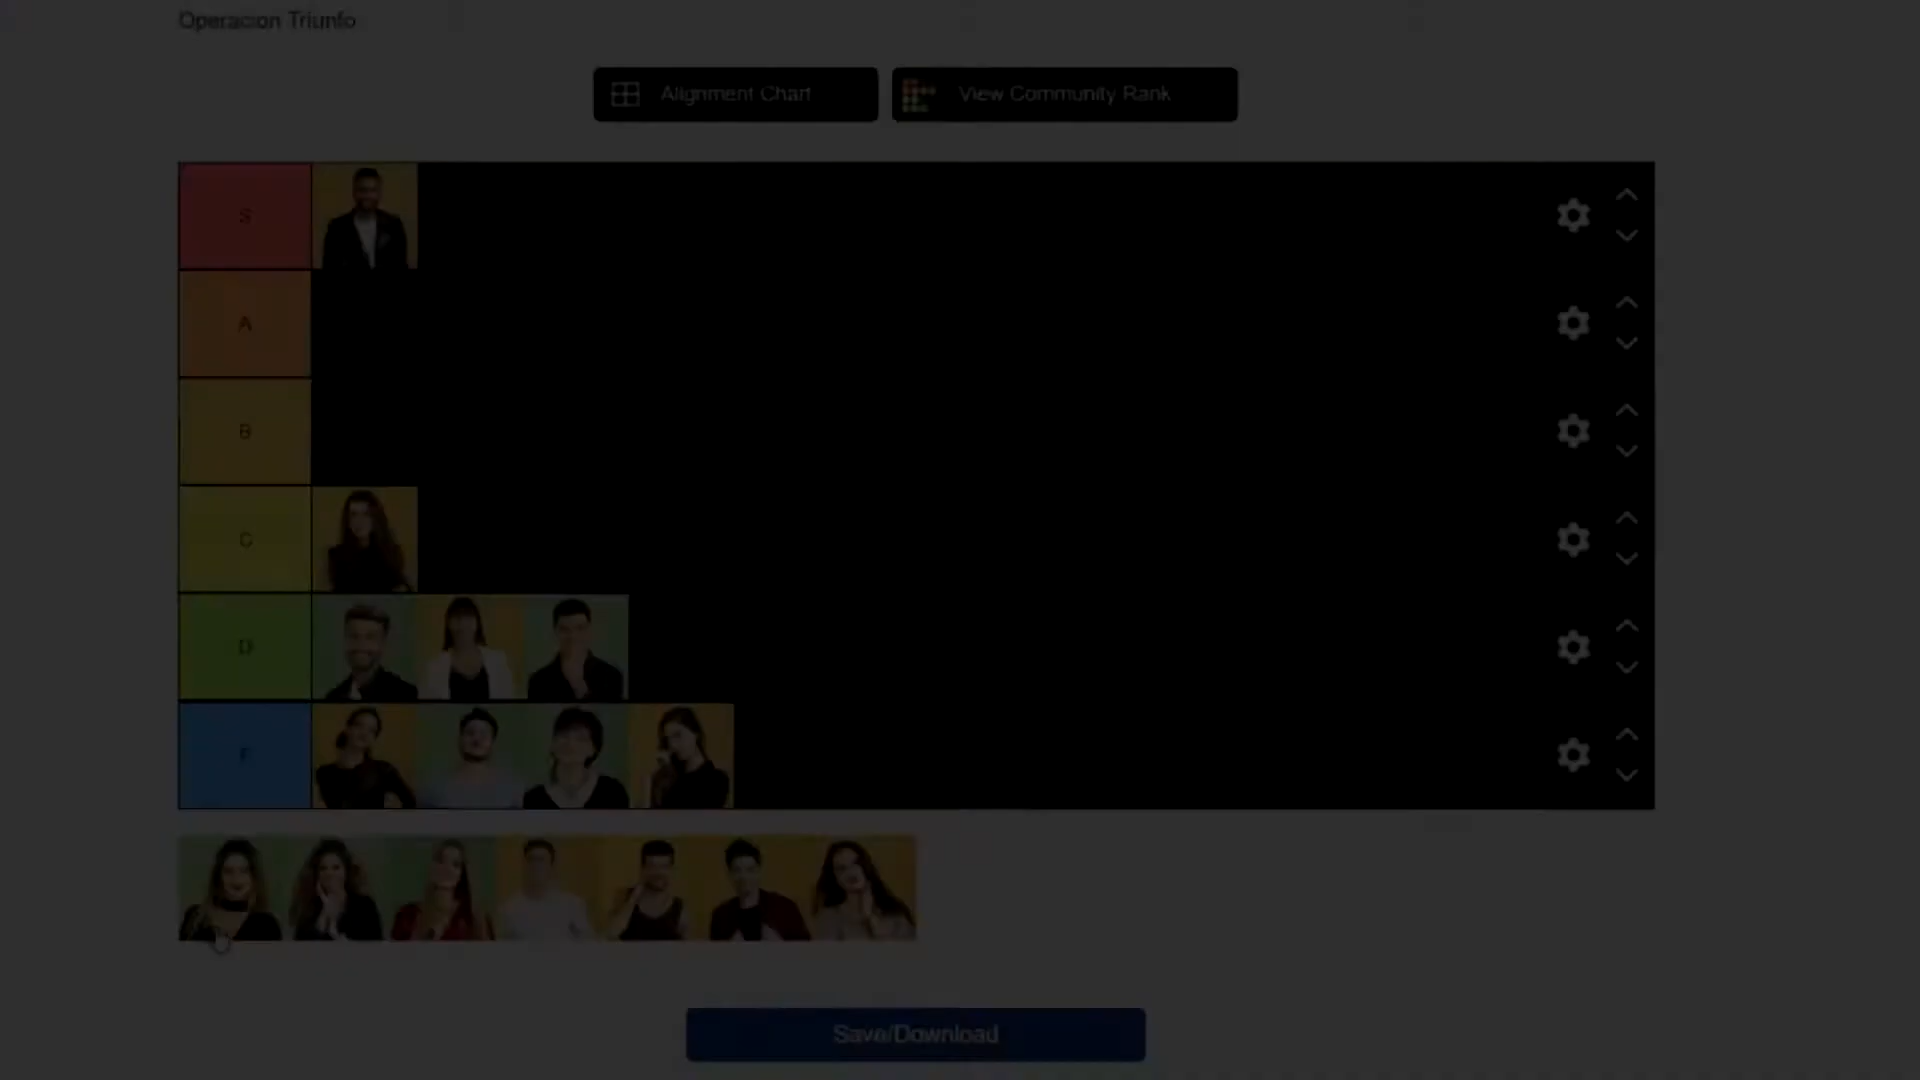 Operacion Triunfo
Alignment Chart
View Community Rank
S
A
B
C
D
F
Save/Download